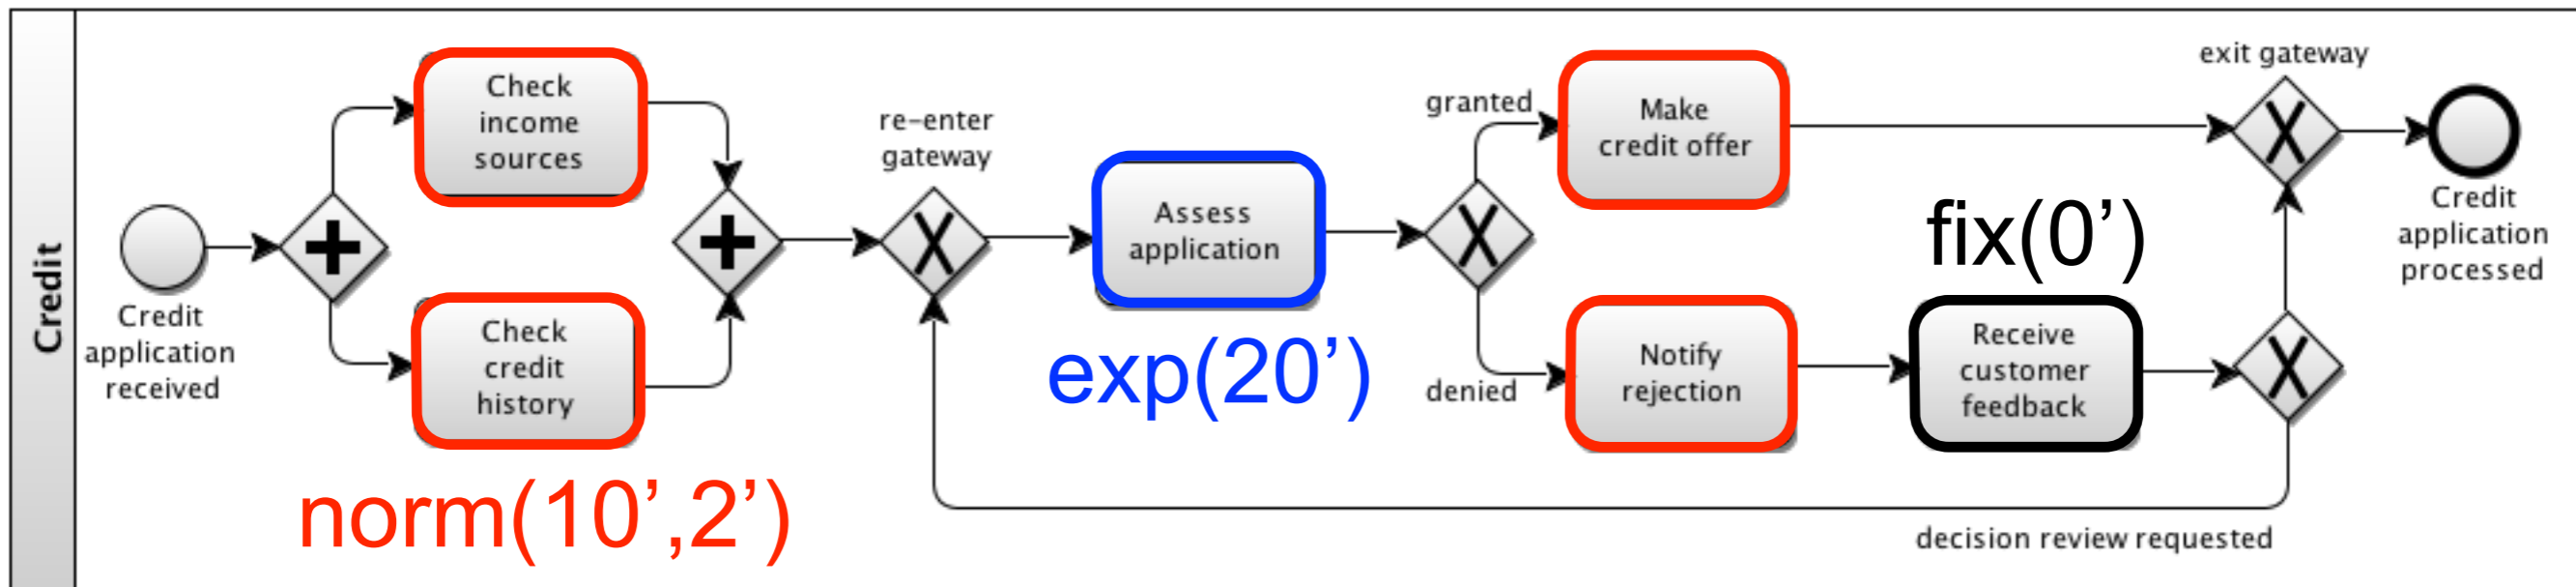 Credit
Credit
application
received
Check
income
sources
Check
credit
history
norm(10’,2’)
re-enter
gateway
Assess
application
exp(20’)
granted
denied
Make
credit offer
Notify
rejection
fix(0’)
Receive
customer
feedback
decision review requested
exit gateway
Credit
application
processed